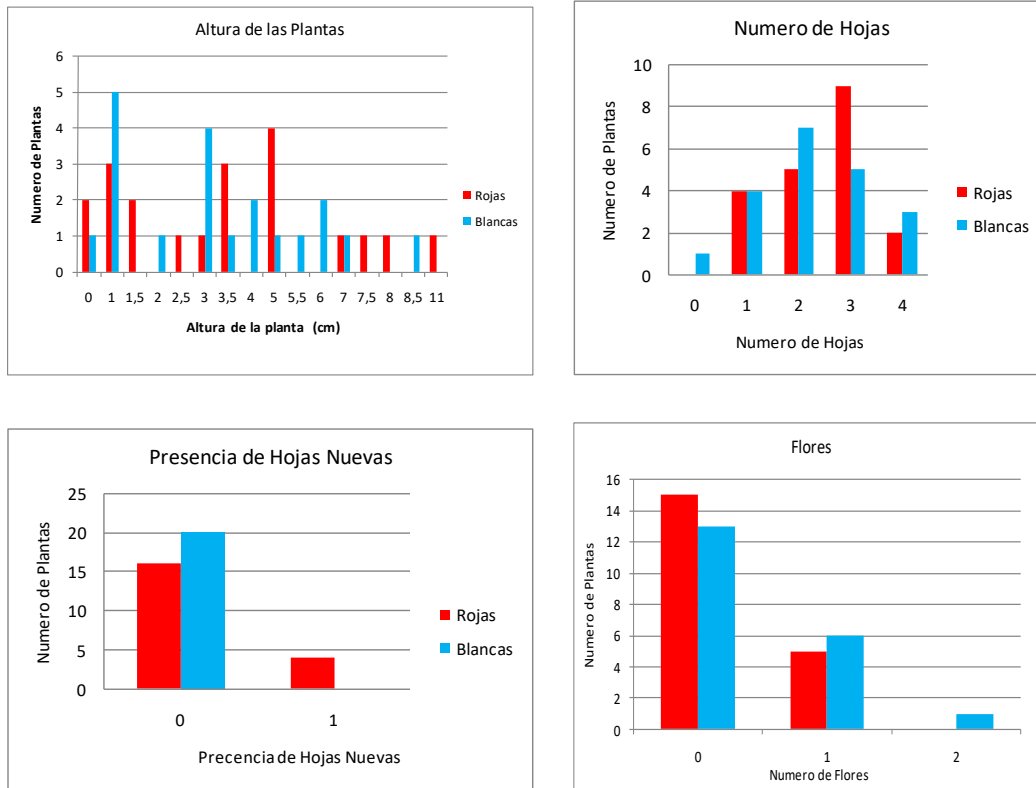 Altura de las Plantas
6
5
4
3
2
1
0
Numero de Plantas
0 1 1,5 2 2,5 3 3,5 4 5 5,5 6 7 7,5 8 8,5 11
Altura de la planta (cm)
Rojas
Blancas
Numero de Hojas
10
8
6
4
2
0
Numero de Plantas
0 1 2 3 4
Numero de Hojas
Rojas
Blancas
Presencia de Hojas Nuevas
25
20
15
10
5
0
Numero de Plantas
0 1
Precencia de Hojas Nuevas
Rojas
Blancas
Flores
16
14
12
10
8
6
4
2
0
Numero de Plantas
0 1 2
Numero de Flores